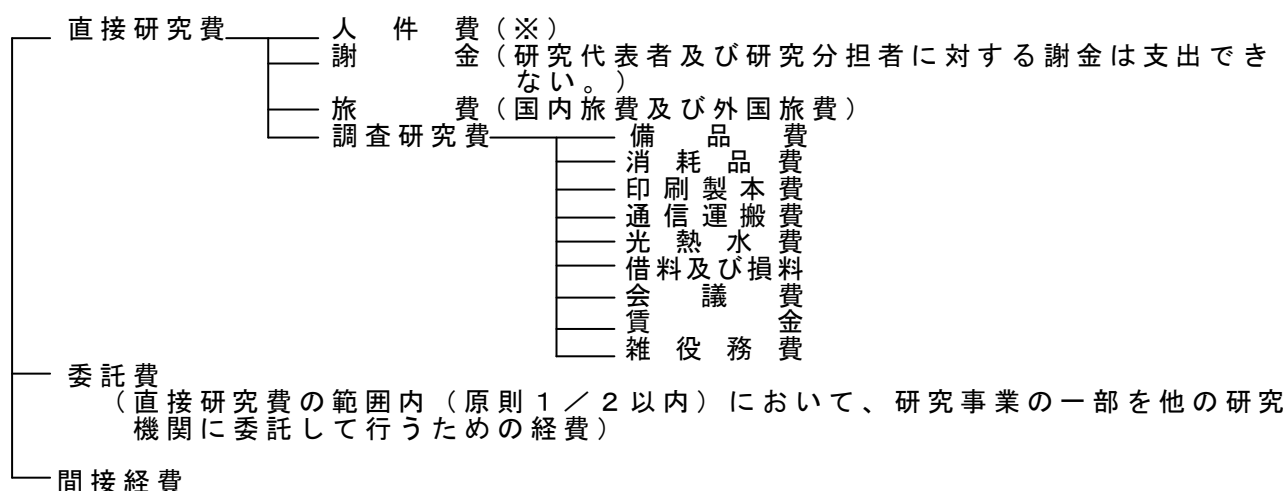 直接研究費
人件費（※）
謝金（研究代表者及び研究分担者に対する謝金は支出でき
ない。）
旅費（国内旅費及び外国旅費）
調査研究費
備品費
消耗品費
印刷製本費
通信運搬費
光熱水費
借料及び損料
会議費
賃金
雑役務費
委託費
（直接研究費の範囲内（原則１／２以内）において、研究事業の一部を他の研究
機関に委託して行うための経費）
間接経費